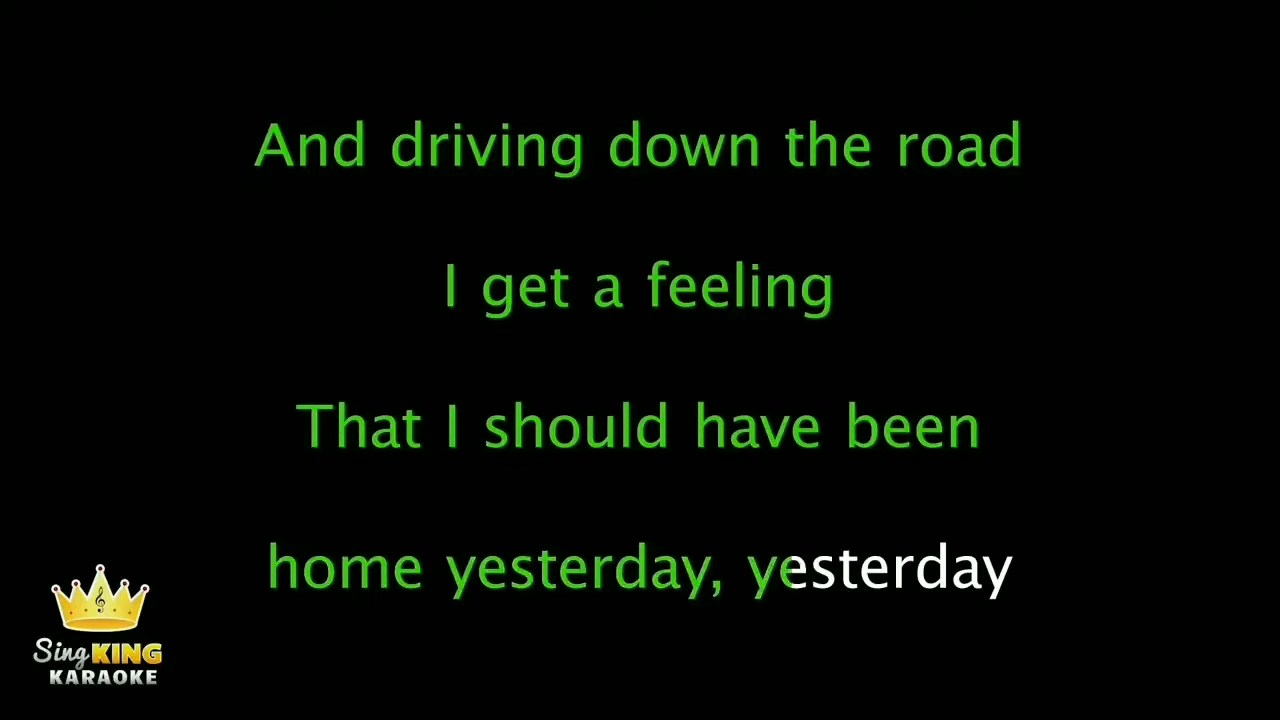 And driving down the road
I get a feeling
That I should have been
home yesterday, yesterday
Sing KING
KARAOKE